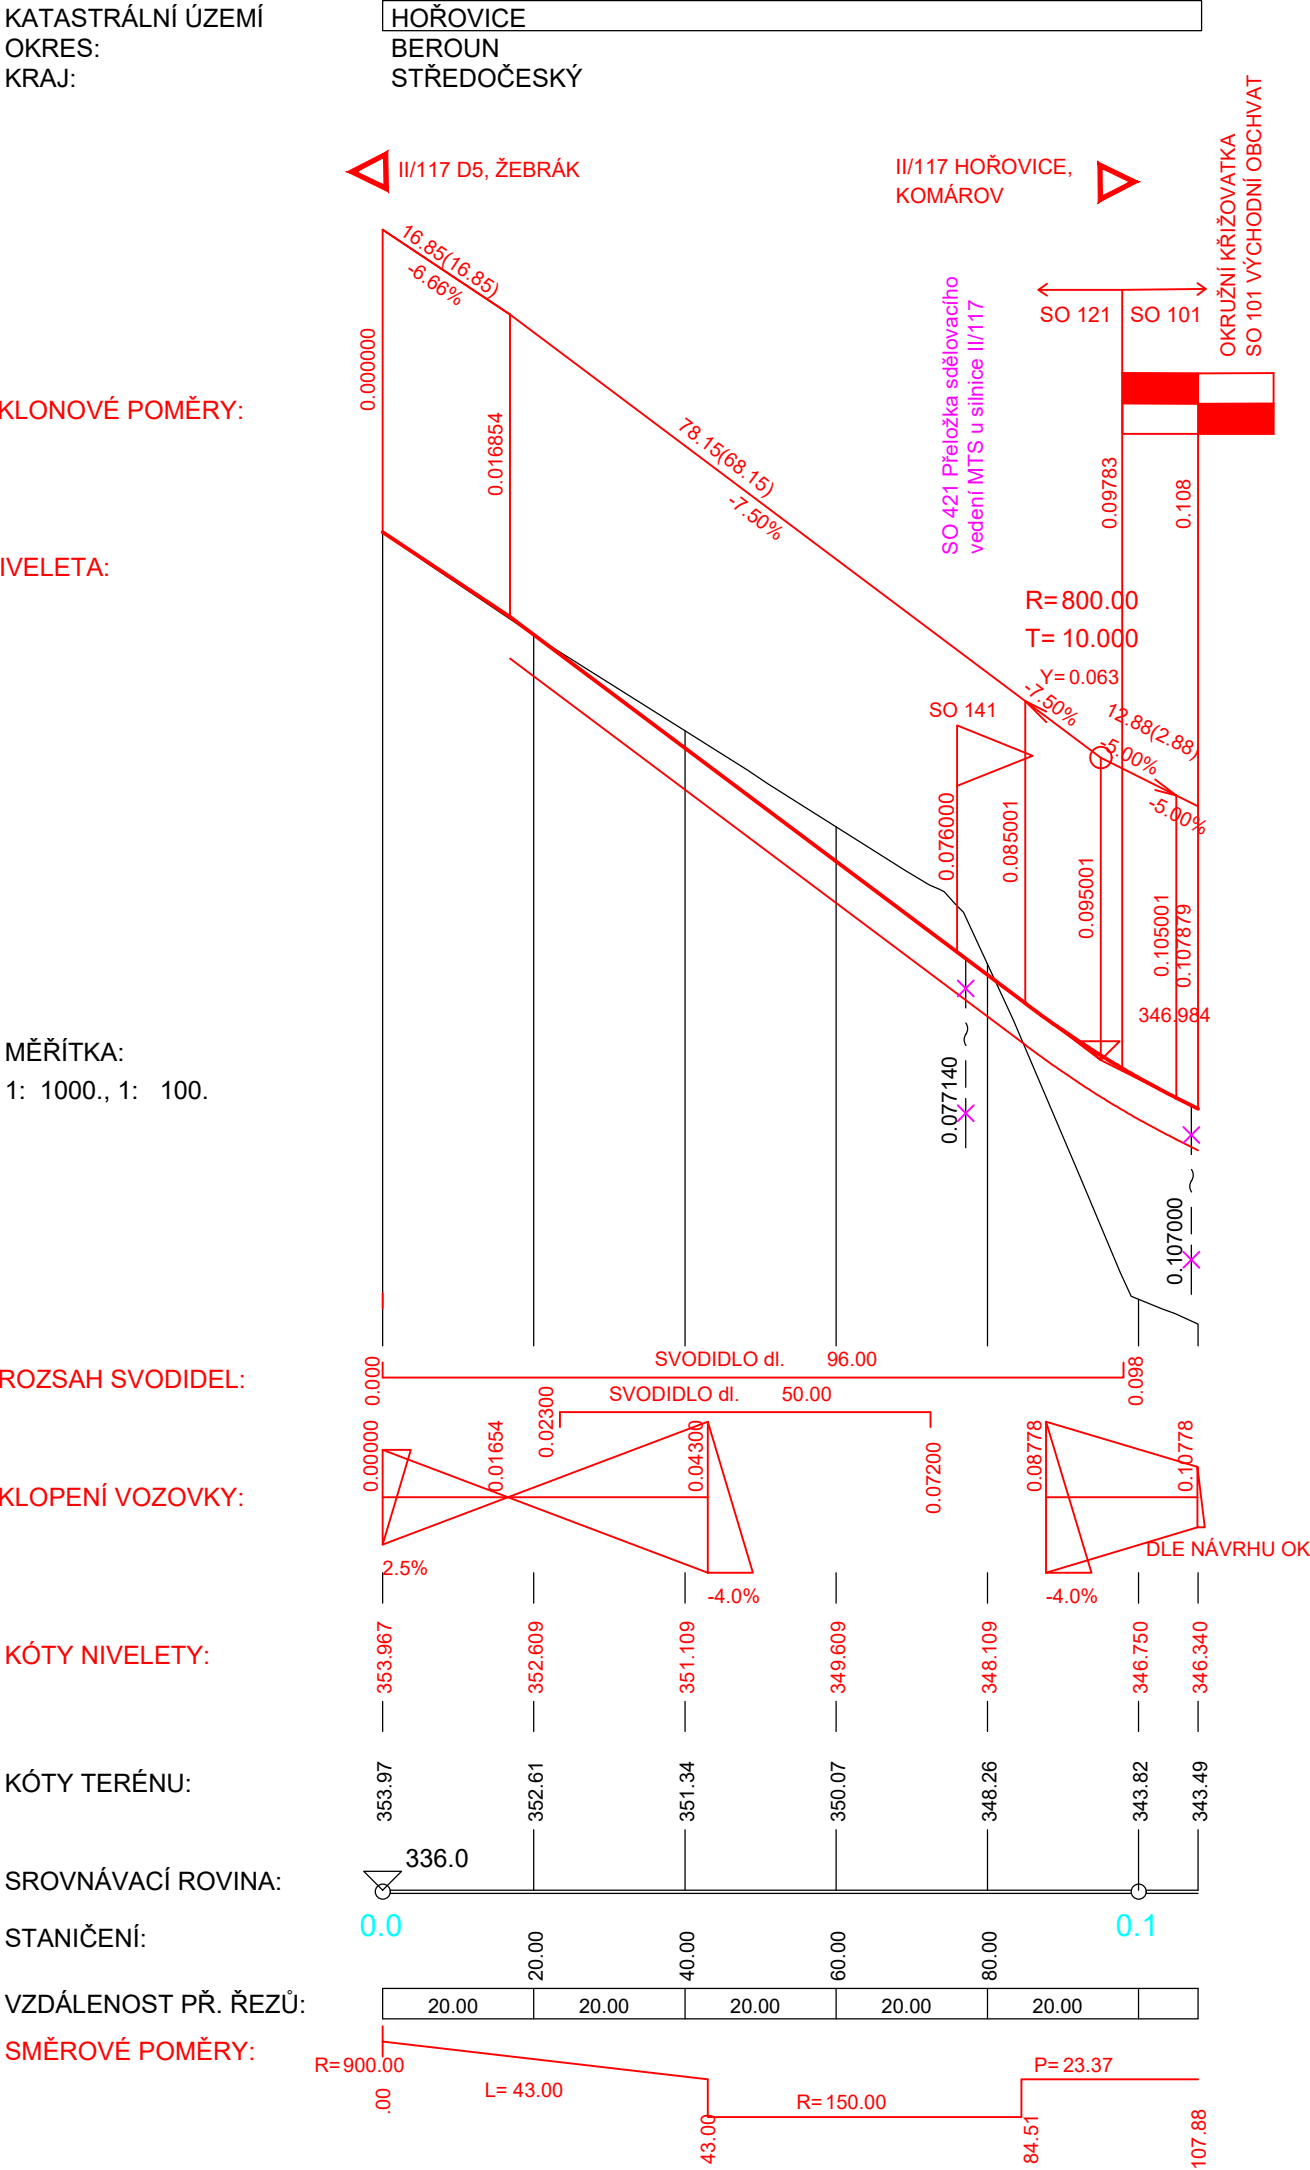 KATASTRÁLNÍ ÚZEMÍ HOŘOVICE
OKRES: BEROUN
KRAJ: STŘEDOČESKÝ
II/117 D5, ŽEBRÁK
II/117 HOŘOVICE,
KOMÁROV
OKRUŽNÍ KŘIŽOVATKA
SO 101 VÝCHODNÍ OBCHVAT
16.85(16.85)
-6.66%
SO 121 SO 101
0.000000
KLONOVÉ POMĚRY:
0.016854
78.15(68.15)
-7.50%
SO 421 Přeložka sdělovacího
vedení MTS u silnice II/117
0.09783
0.108
IVELETA:
R= 800.00
T= 10.000
Y= 0.063
-7.50%
SO 141
12.88(2.88)
-5.00%
-5.00%
0.076000
0.085001
0.095001
0.105001
0.107879
346.984
MĚŘÍTKA:
1: 1000., 1: 100.
0.077140
0.107000
ROZSAH SVODIDEL:
0.000
SVODIDLO dl. 96.00
0.098
SVODIDLO dl. 50.00
0.02300
0.07200
KLOPENÍ VOZOVKY:
0.00000
0.01654
0.04300
0.08778
0.10778
2.5%
-4.0%
-4.0%
DLE NÁVRHU OK
KÓTY NIVELETY: 353.967 352.609 351.109 349.609 348.109 346.750 346.340
KÓTY TERÉNU: 353.97 352.61 351.34 350.07 348.26 343.82 343.49
336.0
SROVNÁVACÍ ROVINA:
0.0 0.1
STANIČENÍ: 20.00 40.00 60.00 80.00
VZDÁLENOST PŘ. ŘEZŮ: 20.00 20.00 20.00 20.00 20.00
SMĚROVÉ POMĚRY:
R= 900.00
L= 43.00
R= 150.00
P= 23.37
.00
43.00
84.51
107.88